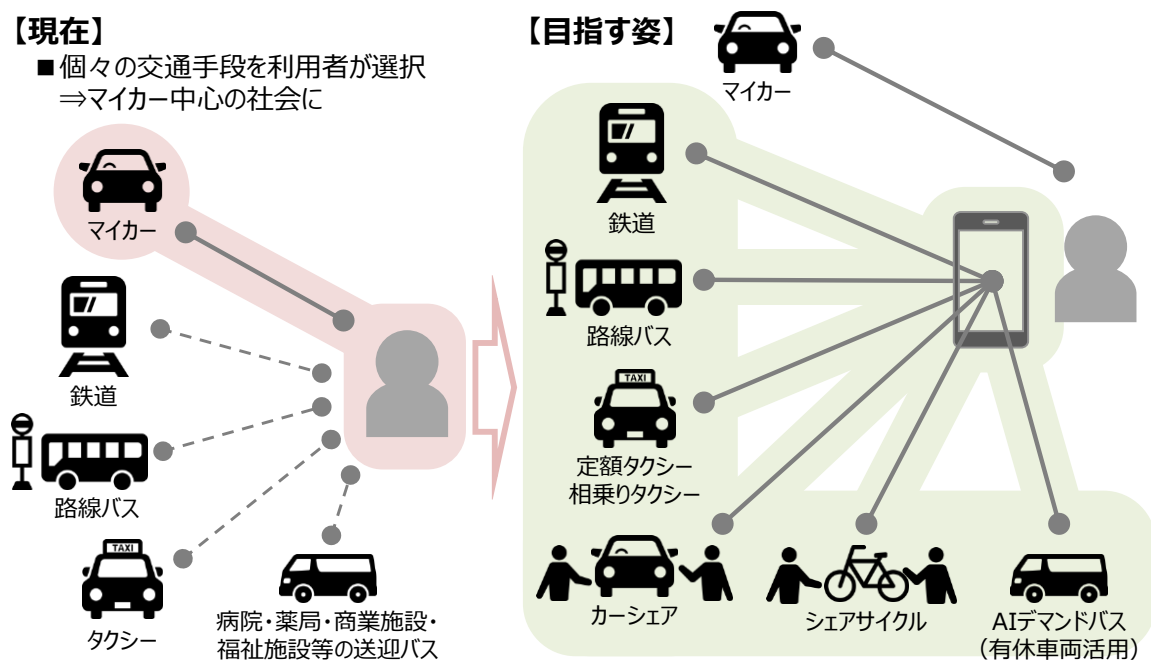 【現在】
■個々の交通手段を利用者が選択
⇒マイカー中心の社会に
マイカー
鉄道
路線バス
TAXI
タクシー
病院・薬局・商業施設・
福祉施設等の送迎バス
【目指す姿】
マイカー
鉄道
路線バス
TAXI
定額タクシー
相乗りタクシー
カーシェア
シェアサイクル
AIデマンドバス
（有休車両活用）